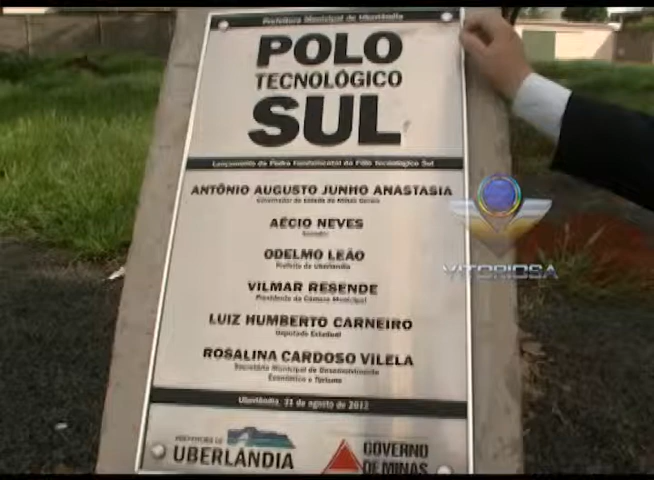 Prefeitura Municipal de Uberlândia
POLO
TECNOLÓGICO
SUL
Lançamento da Pedra Fundamental do Pólo Tecnológico Sul
ANTÔNIO AUGUSTO JUNHO ANASTASIA
Governador do Estado de Minas Gerais
AÉCIO NEVES
Senador
ODELMO LEÃO
Prefeito de Uberlândia
VILMAR RESENDE
Presidente da Câmara Municipal
LUIZ HUMBERTO CARNEIRO
Deputado Estadual
ROSALINA CARDOSO VILELA
Secretária Municipal de Desenvolvimento
Econômico e Turismo
Uberlândia, 31 de agosto de 2012
PREFEITURA DE
UBERLÂNDIA
GOVERNO
DE MINAS
VITORIOSA